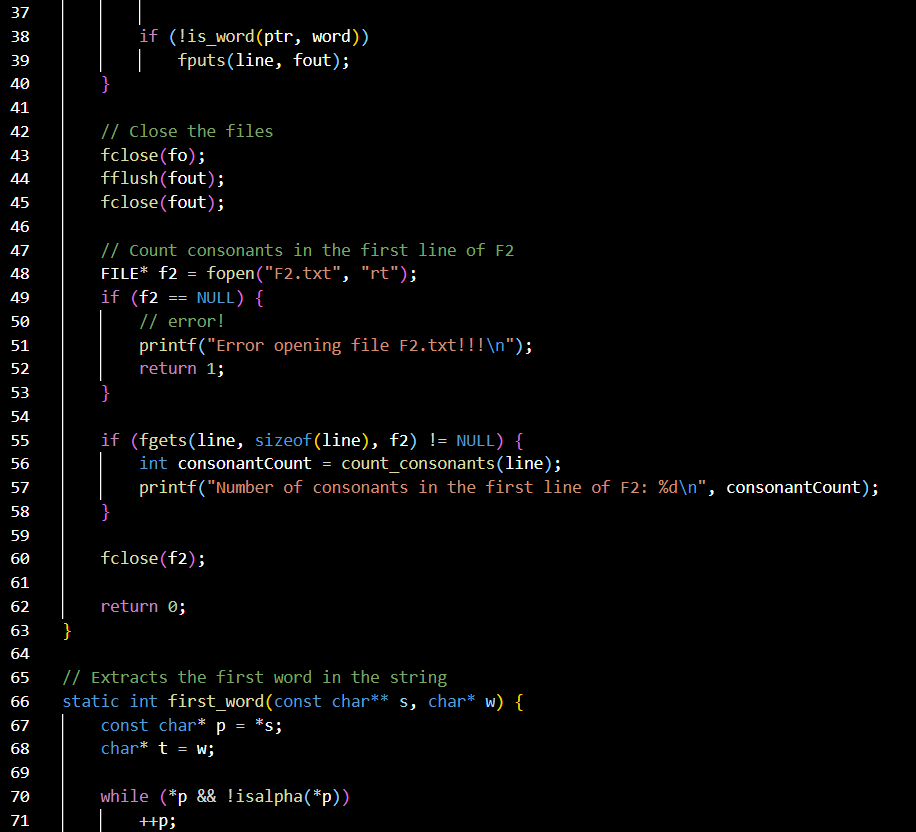 37
38 if (!is_word(ptr, word))
39 fputs(line, fout);
40 }
41
42 // Close the files
43 fclose(fo);
44 fflush(fout);
45 fclose(fout);
46
47 // Count consonants in the first line of F2
48 FILE* f2 = fopen("F2.txt", "rt");
49 if (f2 == NULL) {
50 // error!
51 printf("Error opening file F2.txt!!!\n");
52 return 1;
53 }
54
55 if (fgets(line, sizeof(line), f2) != NULL) {
56 int consonantCount = count_consonants(line);
57 printf("Number of consonants in the first line of F2: %d\n", consonantCount);
58 }
59
60 fclose(f2);
61
62 return 0;
63 }
64
65 // Extracts the first word in the string
66 static int first_word(const char** s, char* w) {
67 const char* p = *s;
68 char* t = w;
69
70 while (*p && !isalpha(*p))
71 ++p;